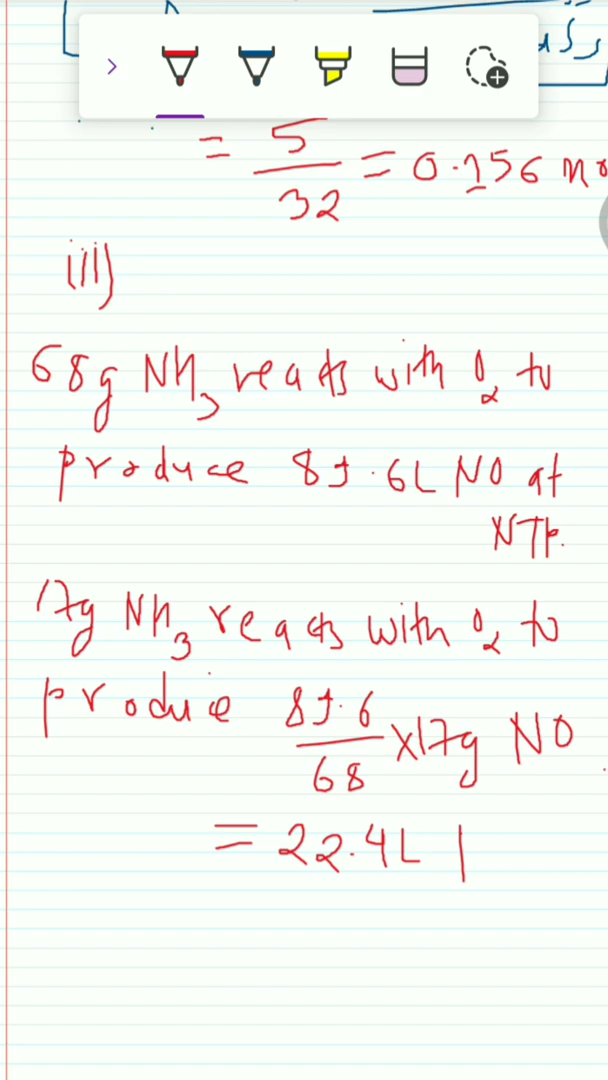 = 5/32 = 0.156 mo
iii)
68g NH3 reacts with O2 to
produce 89.6L NO at
NTP.
17g NH3 reacts with O2 to
produce 89.6/68 x17g NO
= 22.4L |